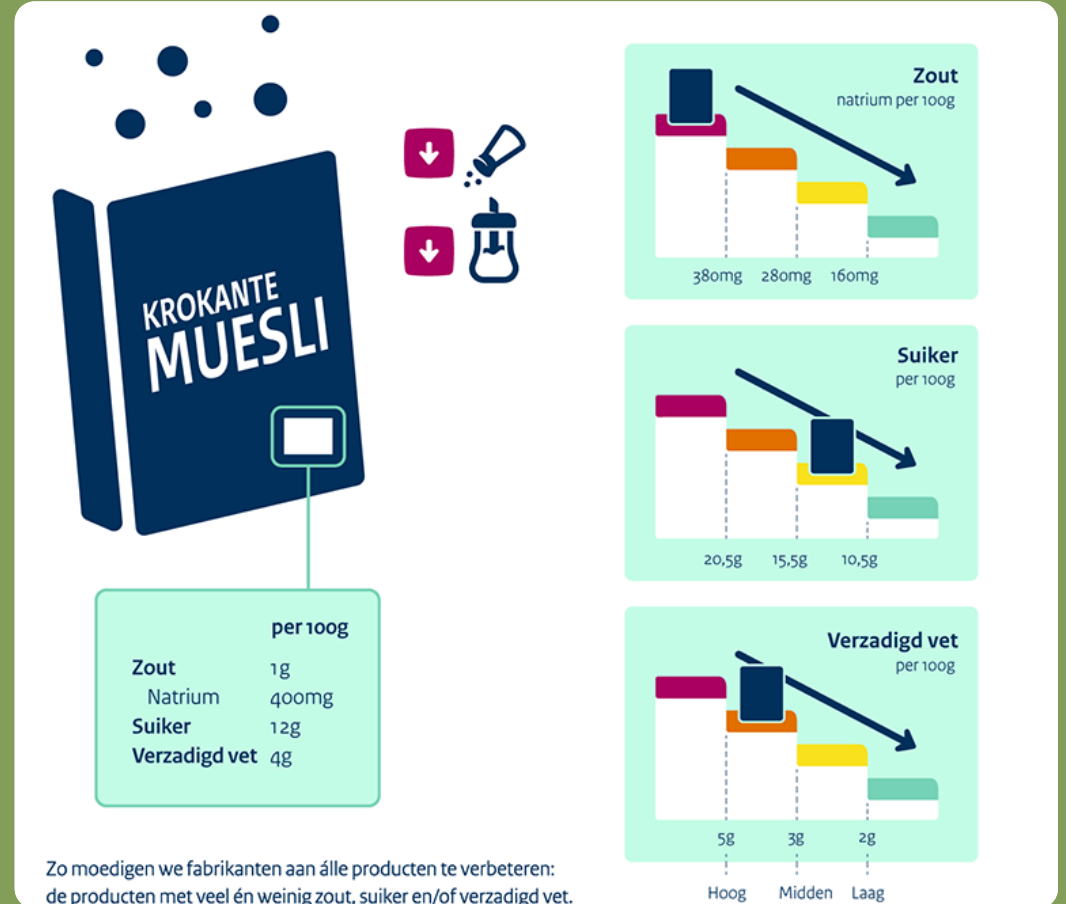 KROKANTE
MUESLI
per 100g
Zout 1g
Natrium 400mg
Suiker 12g
Verzadigd vet 4g
Zo moedigen we fabrikanten aan álle producten te verbeteren:
de producten met veel én weinig zout, suiker en/of verzadigd vet.
Zout
natrium per 100g
380mg 280mg 160mg
Suiker
per 100g
20,5g 15,5g 10,5g
Verzadigd vet
per 100g
5g 3g 2g
Hoog Midden Laag